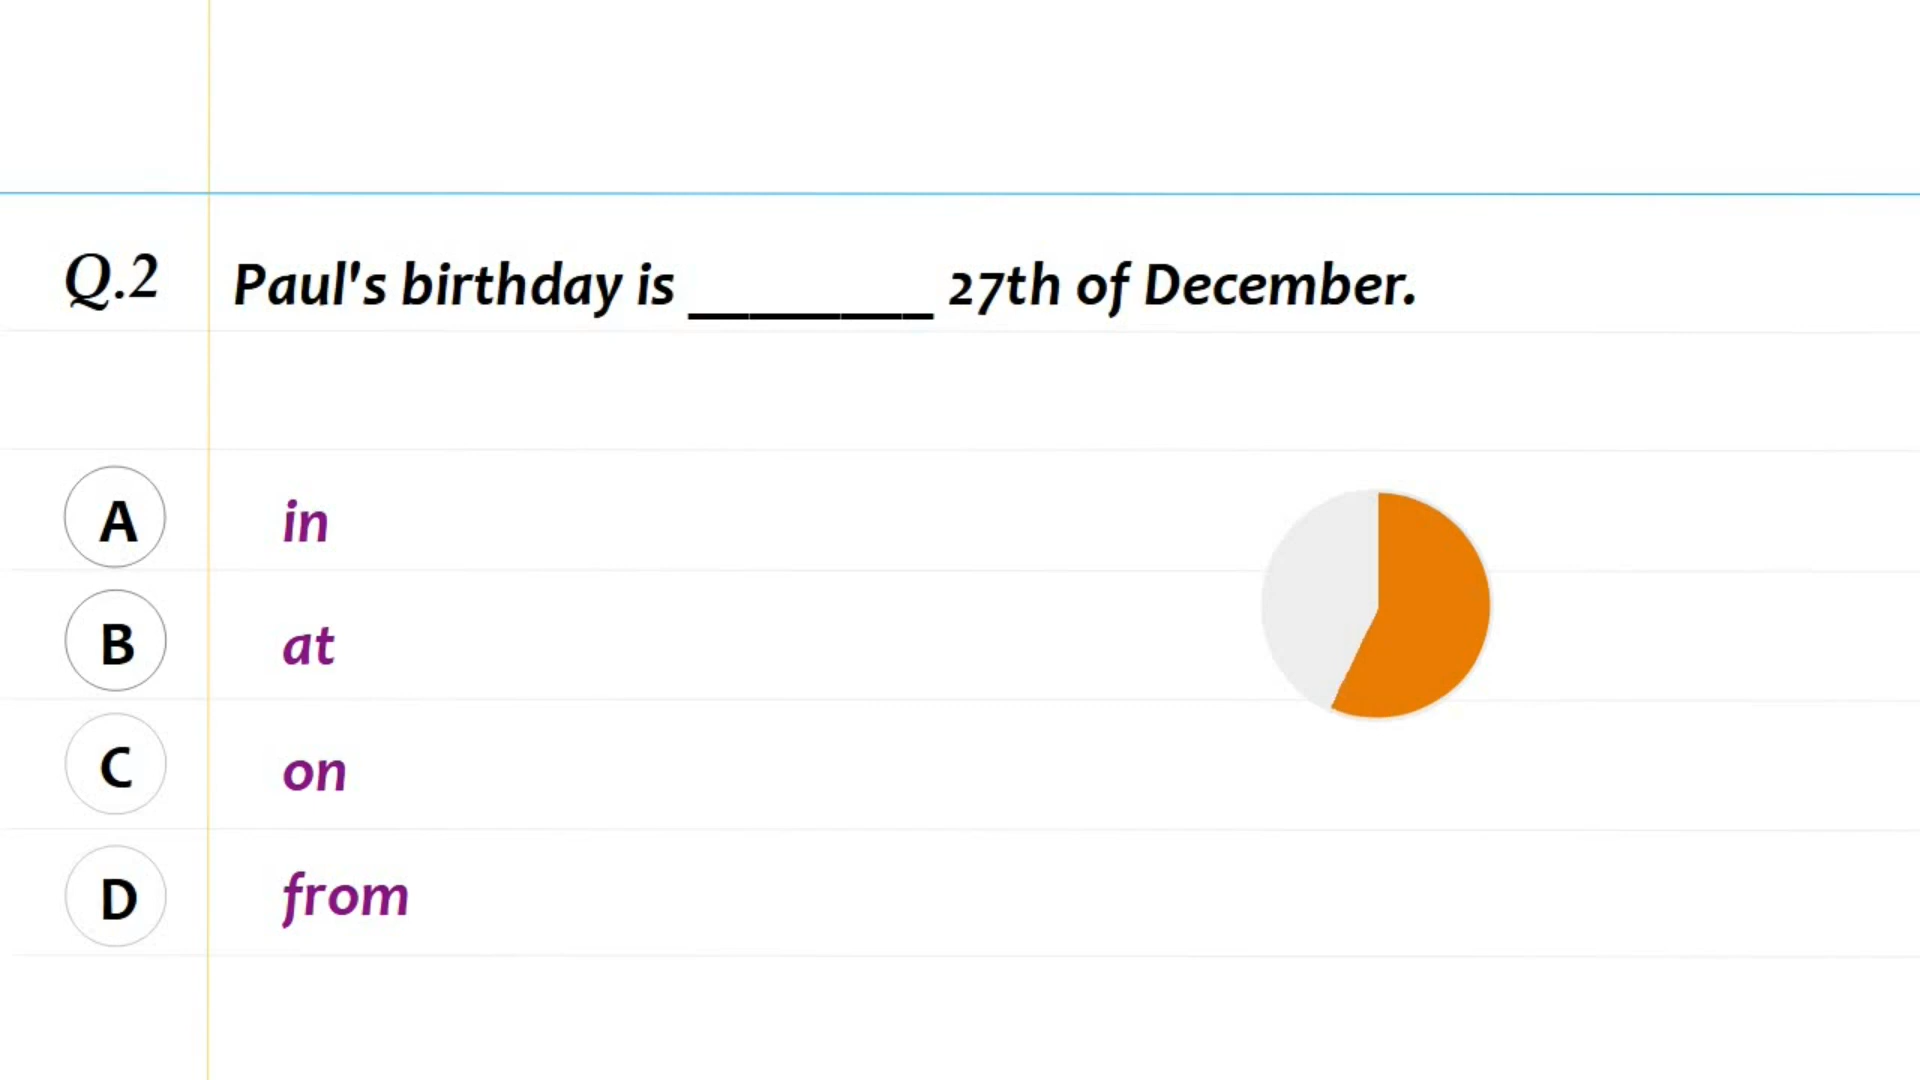 Q.2 Paul's birthday is ________ 27th of December.
A in
B at
C on
D from